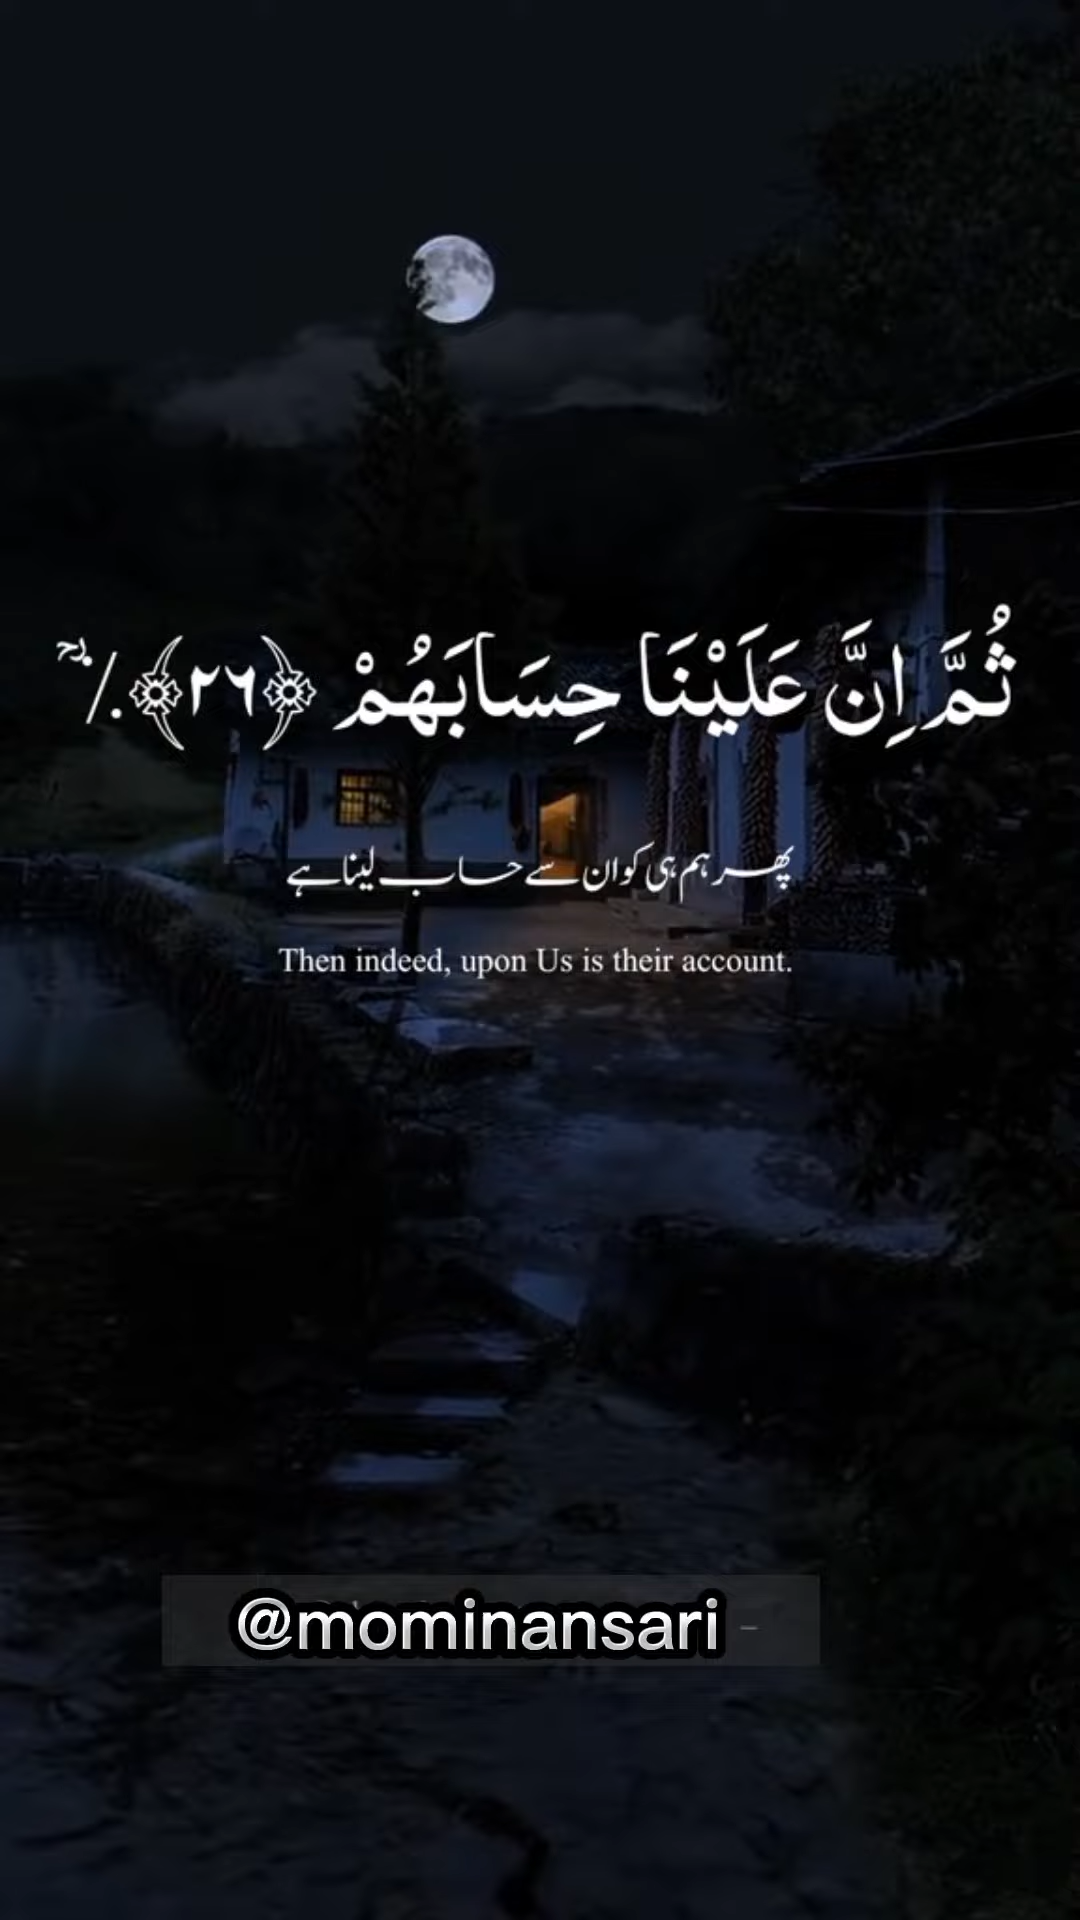 ثُمَّ اِنَّ عَلَيْنَا حِسَابَهُمْ ﴿٢٦﴾٪
پھر ہم ہی کو ان سے حساب لینا ہے
Then indeed, upon Us is their account.
@mominansari